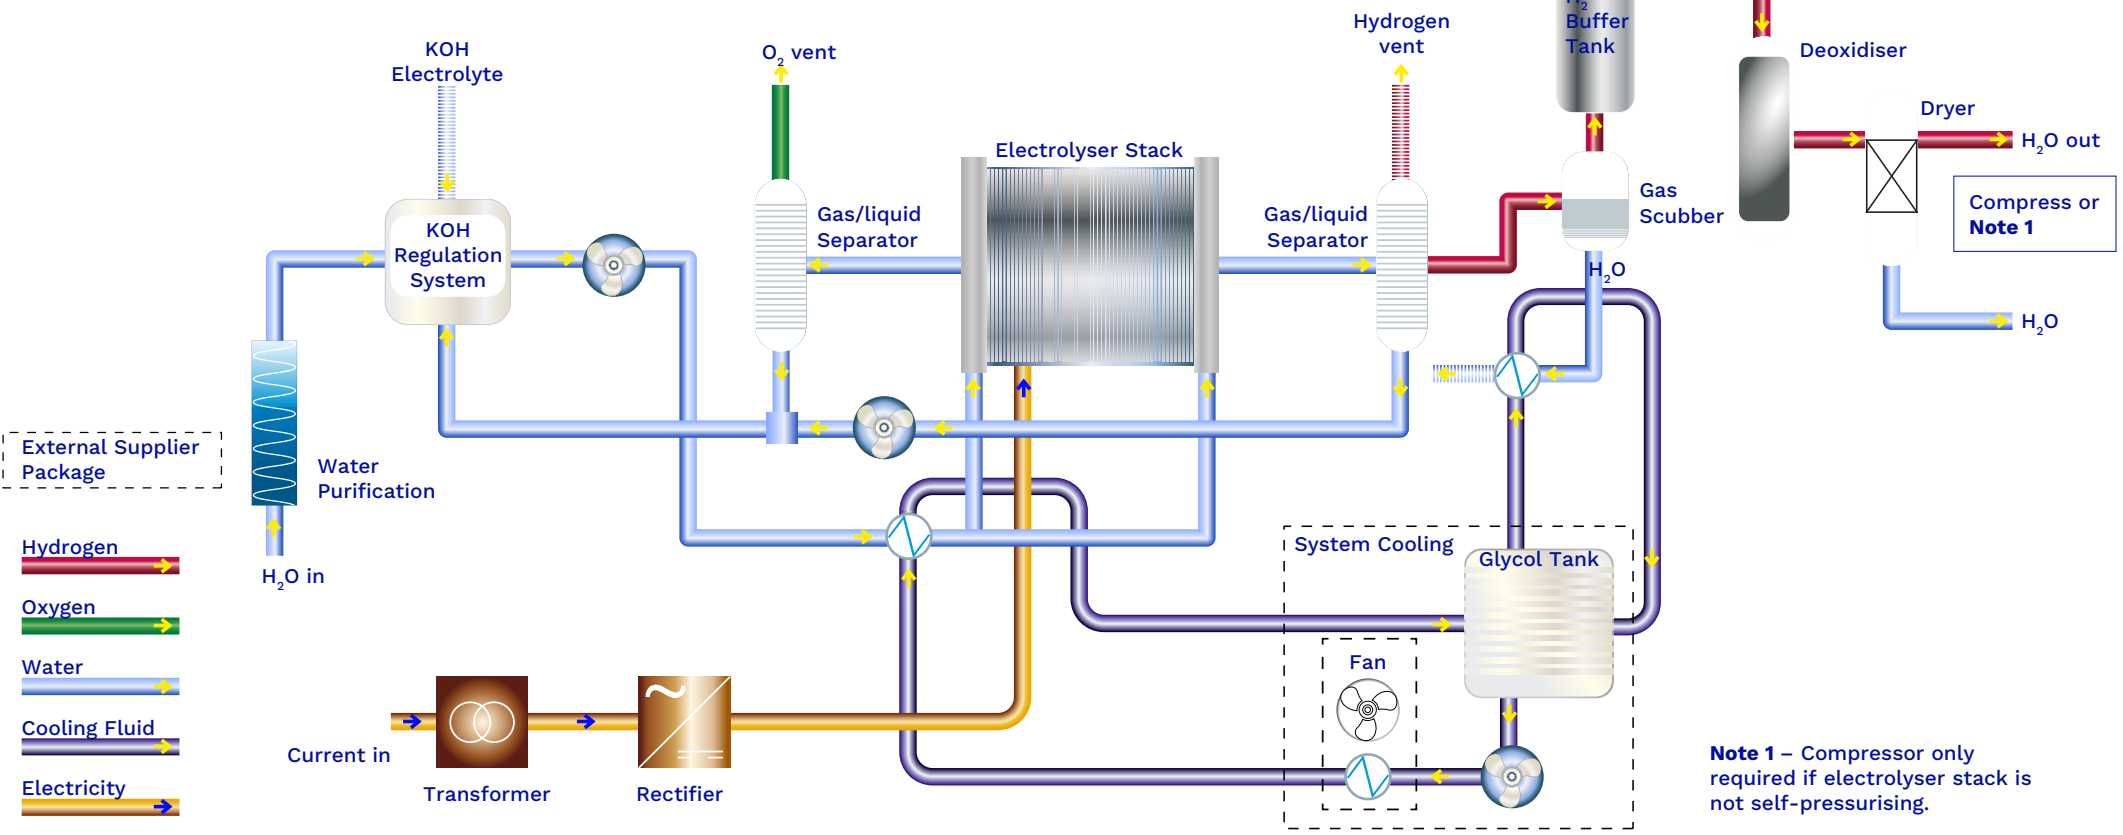 KOH
Electrolyte
O2 vent
Hydrogen
vent
H2
Buffer
Tank
Deoxidiser
Dryer
H2O out
Electrolyser Stack
Gas/liquid
Separator
Gas/liquid
Separator
Gas
Scubber
Compress or
Note 1
KOH
Regulation
System
H2O
H2O
External Supplier
Package
Water
Purification
H2O in
Hydrogen
Oxygen
Water
Cooling Fluid
Electricity
System Cooling
Glycol Tank
Fan
Current in
Transformer
Rectifier
Note 1 – Compressor only
required if electrolyser stack is
not self-pressurising.